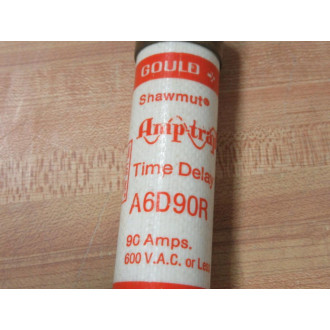 GOULD
Shawmut®
Amp-trap
Time Delay
A6D90R
90 Amps.
600 V.A.C. or Less